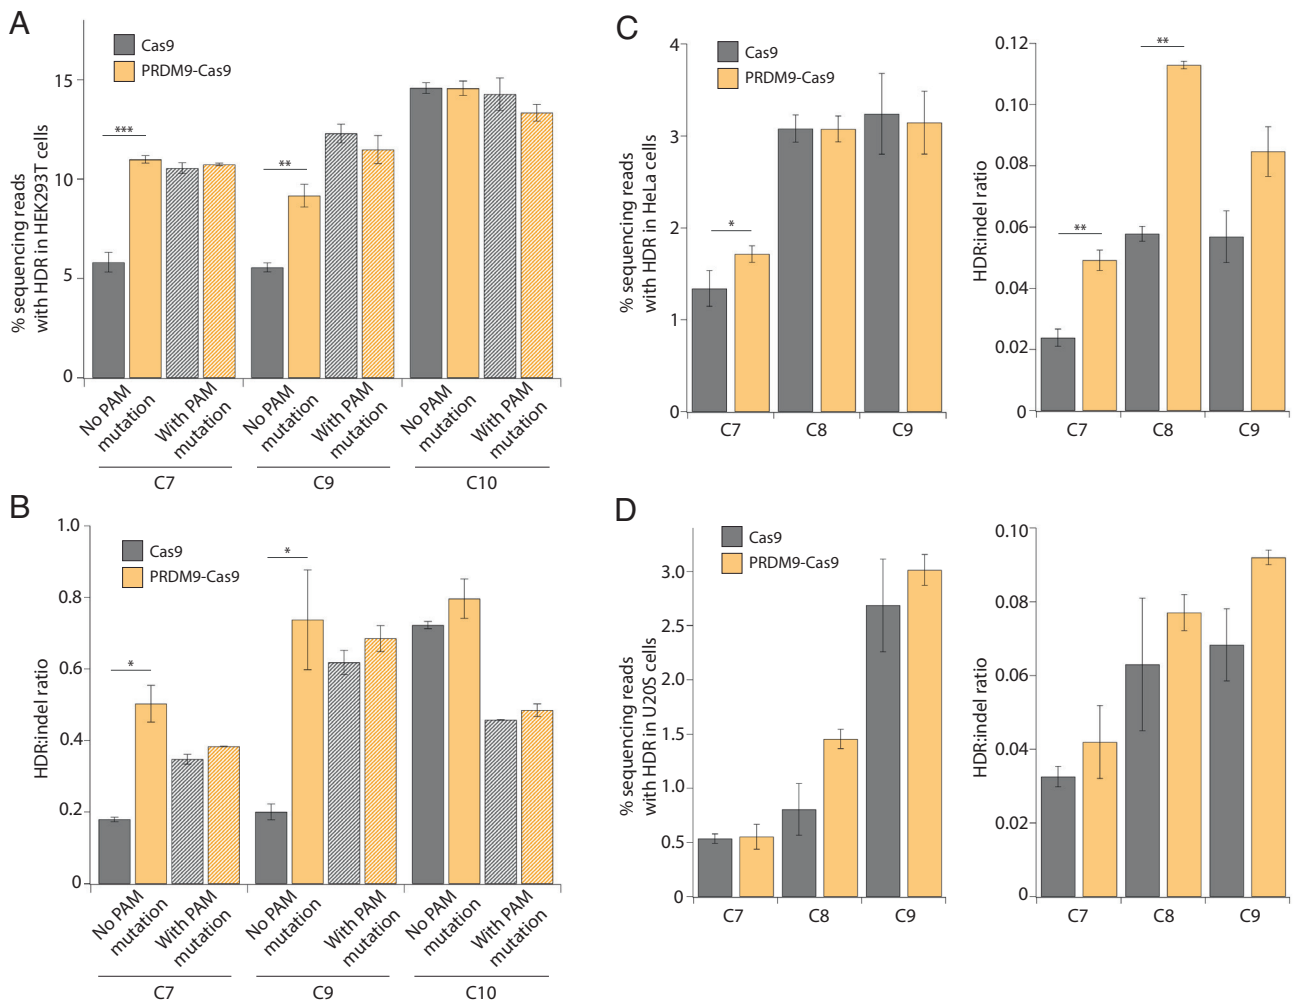 A
Cas9
PRDM9-Cas9
% sequencing reads
with HDR in HEK293T cells
15
10
5
0
***
**
No PAM
mutation
With PAM
mutation
No PAM
mutation
With PAM
mutation
No PAM
mutation
With PAM
mutation
C7
C9
C10
B
Cas9
PRDM9-Cas9
HDR:indel ratio
1.0
0.8
0.6
0.4
0.2
0
*
*
No PAM
mutation
With PAM
mutation
No PAM
mutation
With PAM
mutation
No PAM
mutation
With PAM
mutation
C7
C9
C10
C
Cas9
PRDM9-Cas9
% sequencing reads
with HDR in HeLa cells
4
3
2
1
0
*
C7
C8
C9
HDR:indel ratio
0.12
0.10
0.08
0.06
0.04
0.02
0
**
**
C7
C8
C9
D
Cas9
PRDM9-Cas9
% sequencing reads
with HDR in U20S cells
3.0
2.5
2.0
1.5
1.0
0.5
0
C7
C8
C9
HDR:indel ratio
0.10
0.08
0.06
0.04
0.02
0
C7
C8
C9